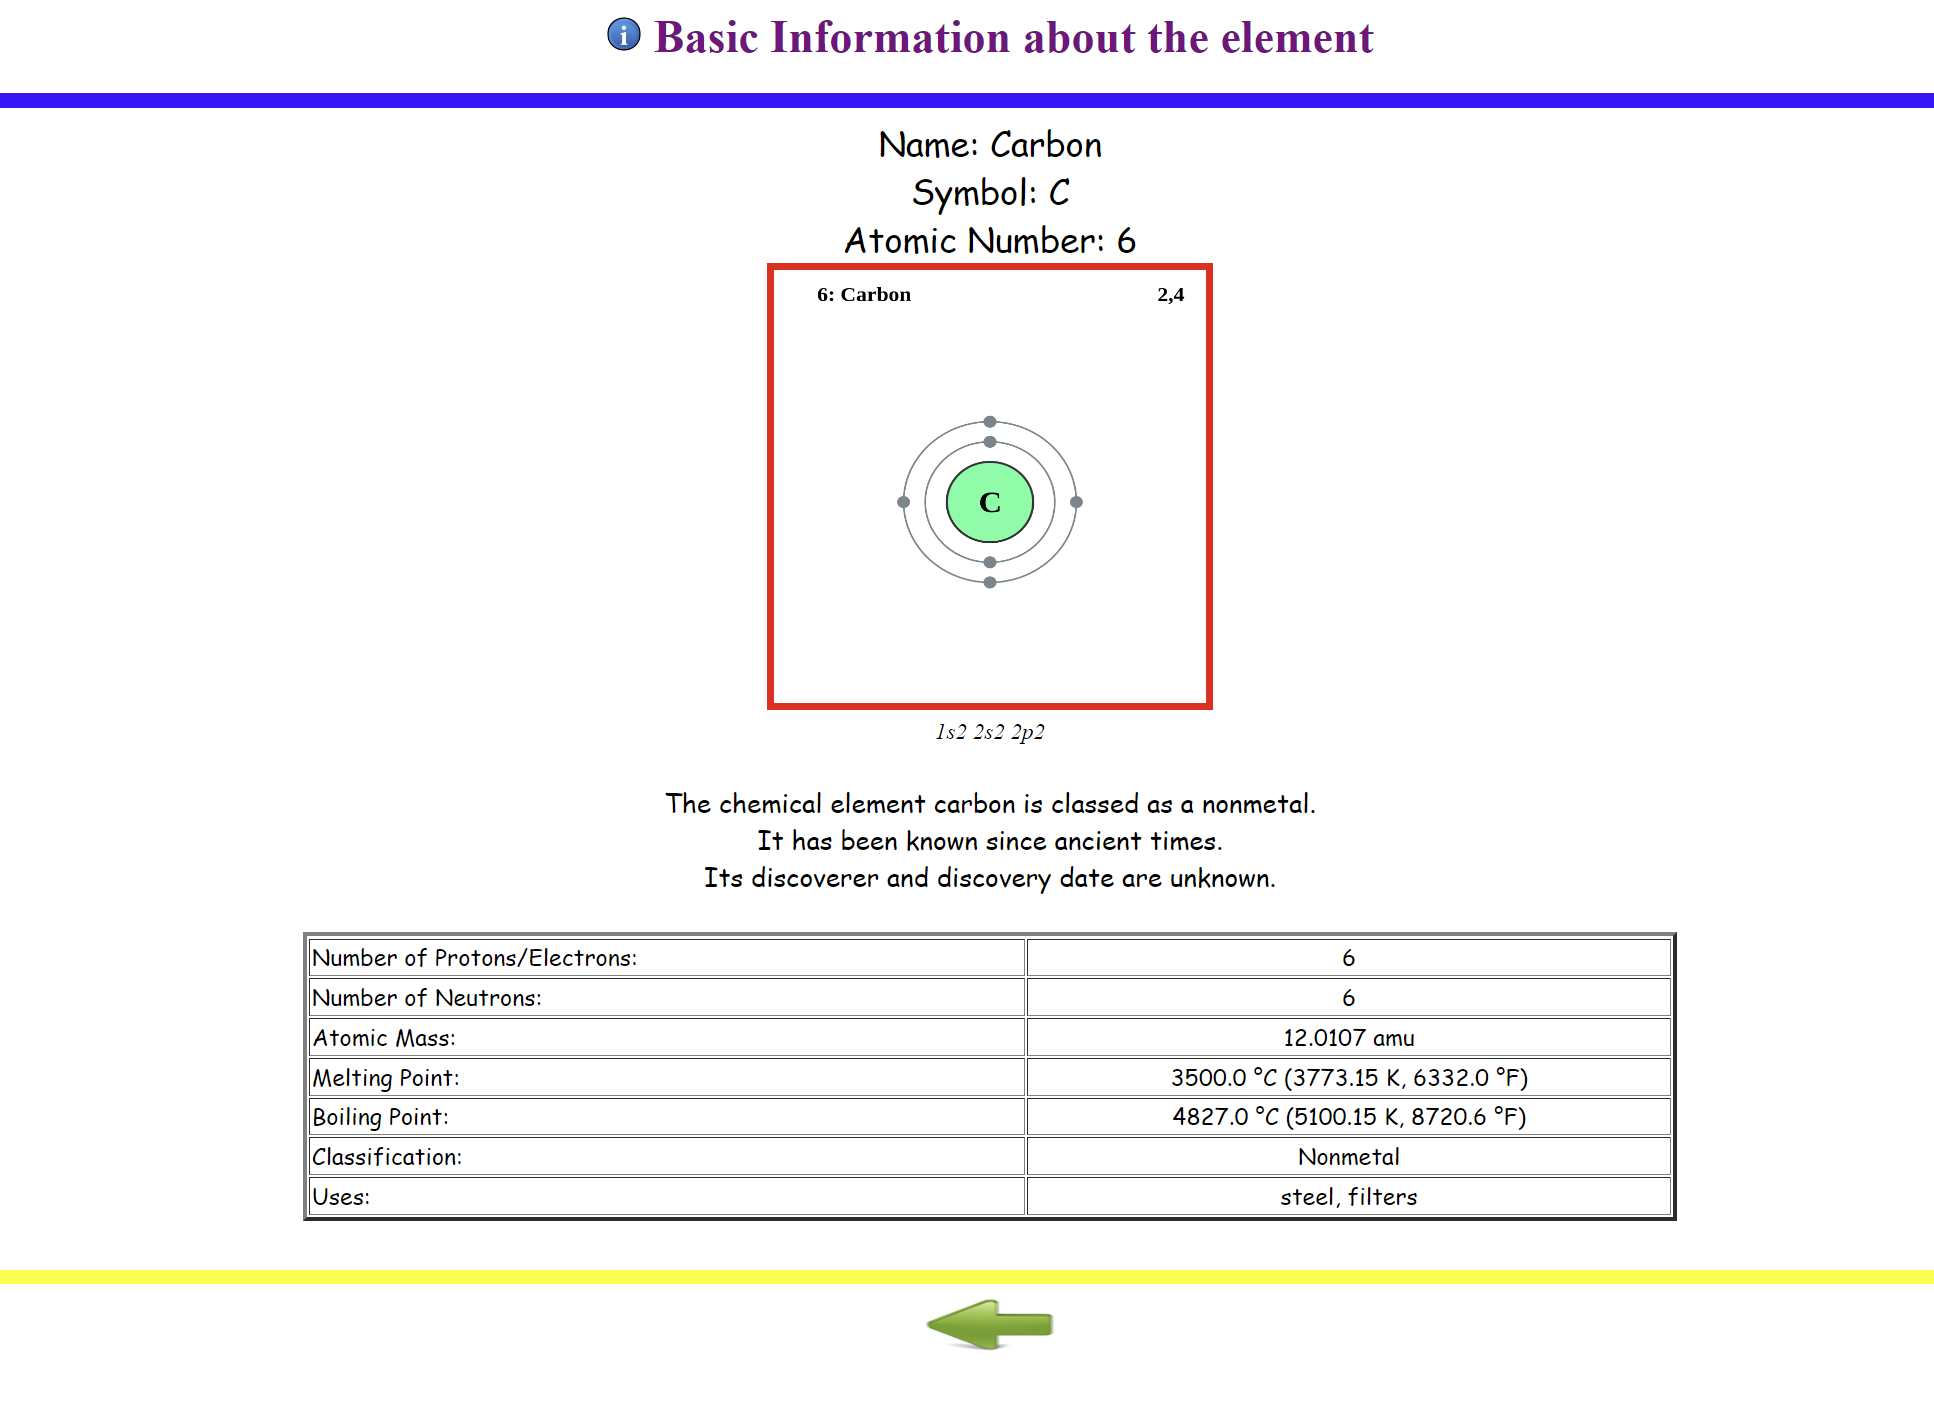 i Basic Information about the element
Name: Carbon
Symbol: C
Atomic Number: 6
6: Carbon 2,4
C
1s2 2s2 2p2
The chemical element carbon is classed as a nonmetal.
It has been known since ancient times.
Its discoverer and discovery date are unknown.
Number of Protons/Electrons: 6
Number of Neutrons: 6
Atomic Mass: 12.0107 amu
Melting Point: 3500.0 °C (3773.15 K, 6332.0 °F)
Boiling Point: 4827.0 °C (5100.15 K, 8720.6 °F)
Classification: Nonmetal
Uses: steel, filters